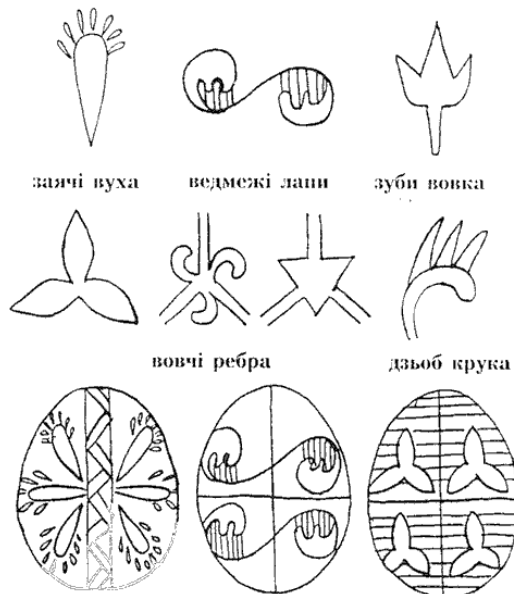 заячі вуха ведмежі лапи зуби вовка
вовчі ребра дзьоб крука